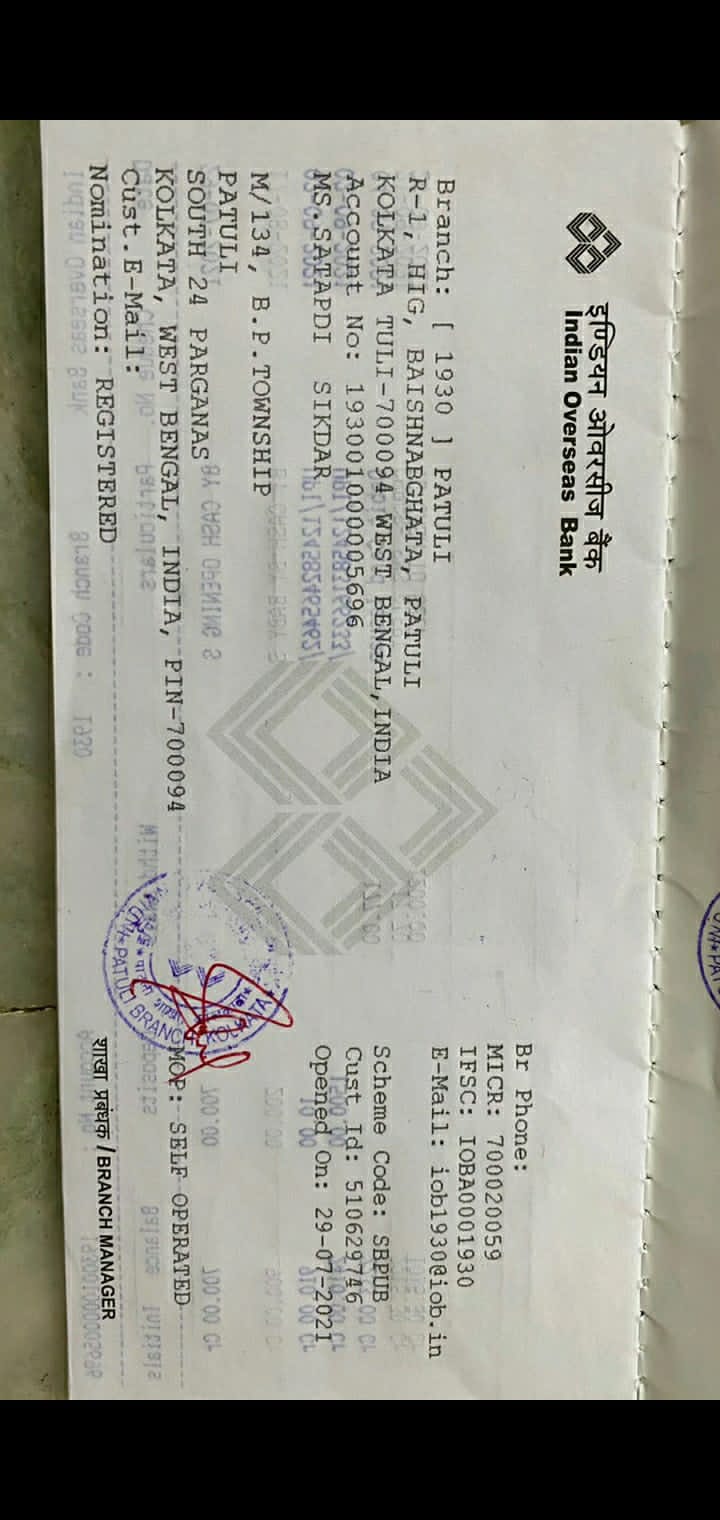 इण्डियन ओवरसीज बैंक
Indian Overseas Bank
Br Phone:
MICR: 700020059
IFSC: IOBA0001930
E-Mail: iob1930@iob.in
Branch: [ 1930 ] PATULI
R-1, HIG, BAISHNABGHATA, PATULI
KOLKATA TULI-700094 WEST BENGAL, INDIA
Scheme Code: SBPUB
Account No: 193001000005696
Cust Id: 510629746
MS.SATAPDI SIKDAR
Opened On: 29-07-2021
M/134, B.P.TOWNSHIP
PATULI
SOUTH 24 PARGANAS
KOLKATA, WEST BENGAL, INDIA, PIN-700094
MOP: SELF OPERATED
Cust.E-Mail:
Nomination: REGISTERED
PATULI BRANCH
KOLKATA
शाखा प्रबंधक / BRANCH MANAGER